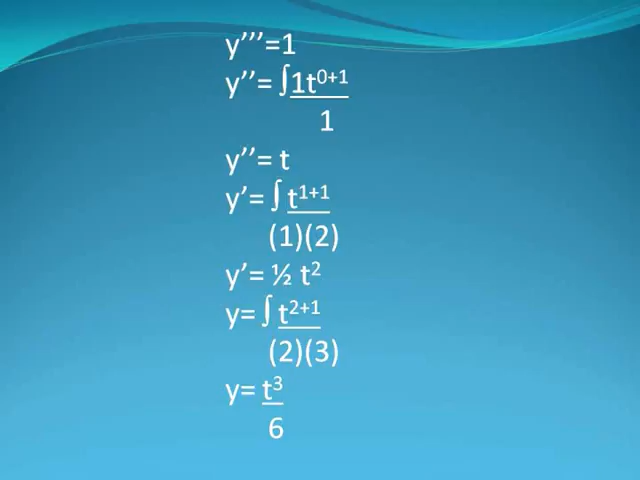 y’’’=1
y’’= ∫1t⁰⁺¹
1
y’’= t
y’= ∫ t¹⁺¹
(1)(2)
y’= ½ t²
y= ∫ t²⁺¹
(2)(3)
y= t³
6